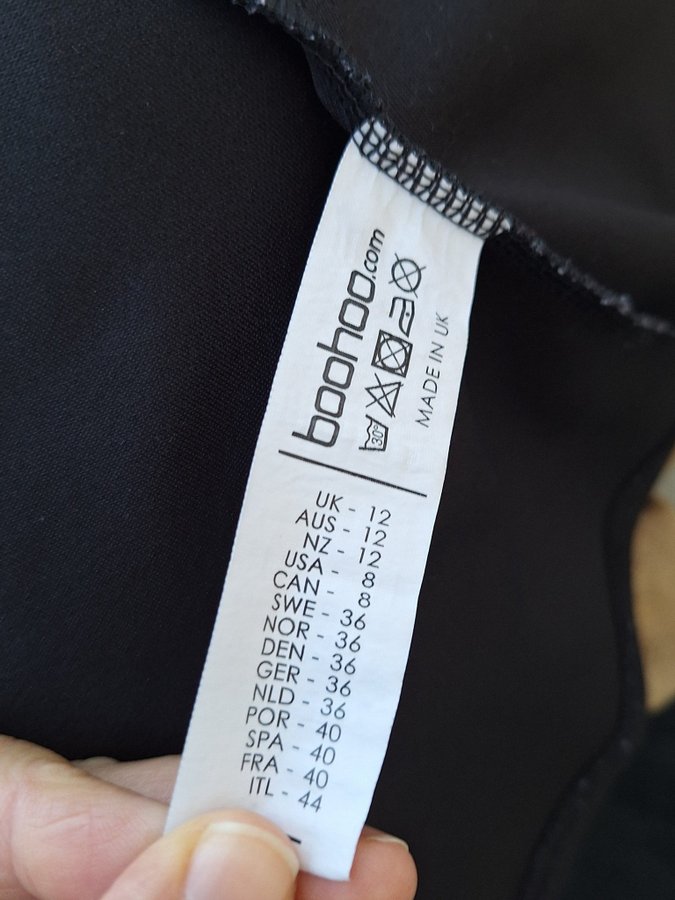 boohoo.com
30°
MADE IN UK
UK - 12
AUS - 12
NZ - 12
USA - 8
CAN - 8
SWE - 36
NOR - 36
DEN - 36
GER - 36
NLD - 36
POR - 40
SPA - 40
FRA - 40
ITL - 44